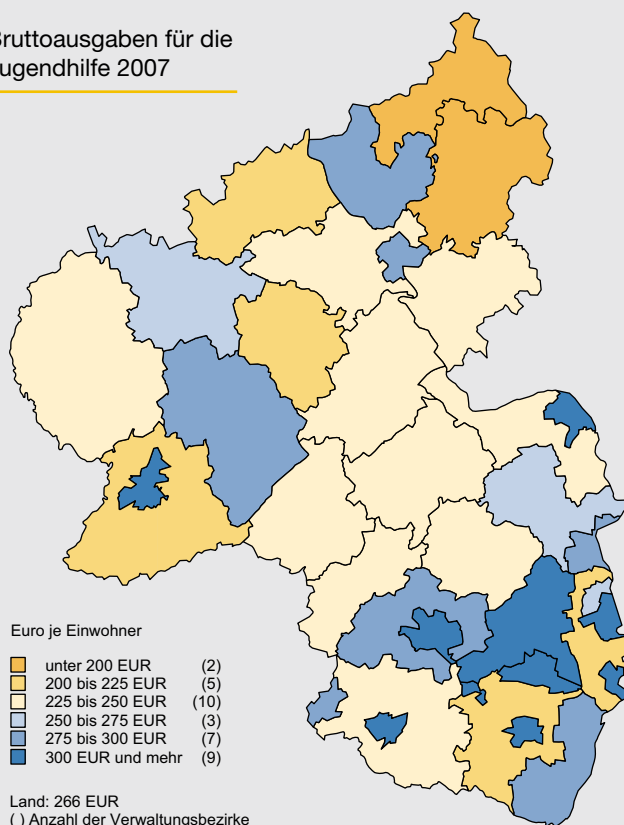 Bruttoausgaben für die
Jugendhilfe 2007
Euro je Einwohner
unter 200 EUR (2)
200 bis 225 EUR (5)
225 bis 250 EUR (10)
250 bis 275 EUR (3)
275 bis 300 EUR (7)
300 EUR und mehr (9)
Land: 266 EUR
( ) Anzahl der Verwaltungsbezirke